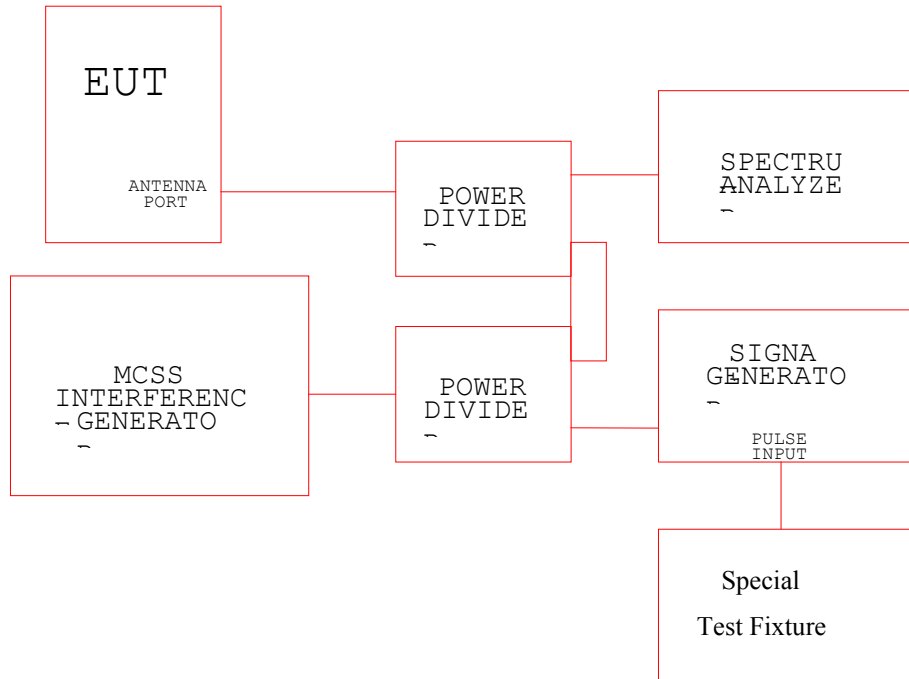 EUT
ANTENNA
PORT
POWER
DIVIDE
SPECTRU
ANALYZE
MCSS
INTERFERENC
GENERATO
POWER
DIVIDE
SIGNA
GENERATO
PULSE
INPUT
Special
Test Fixture